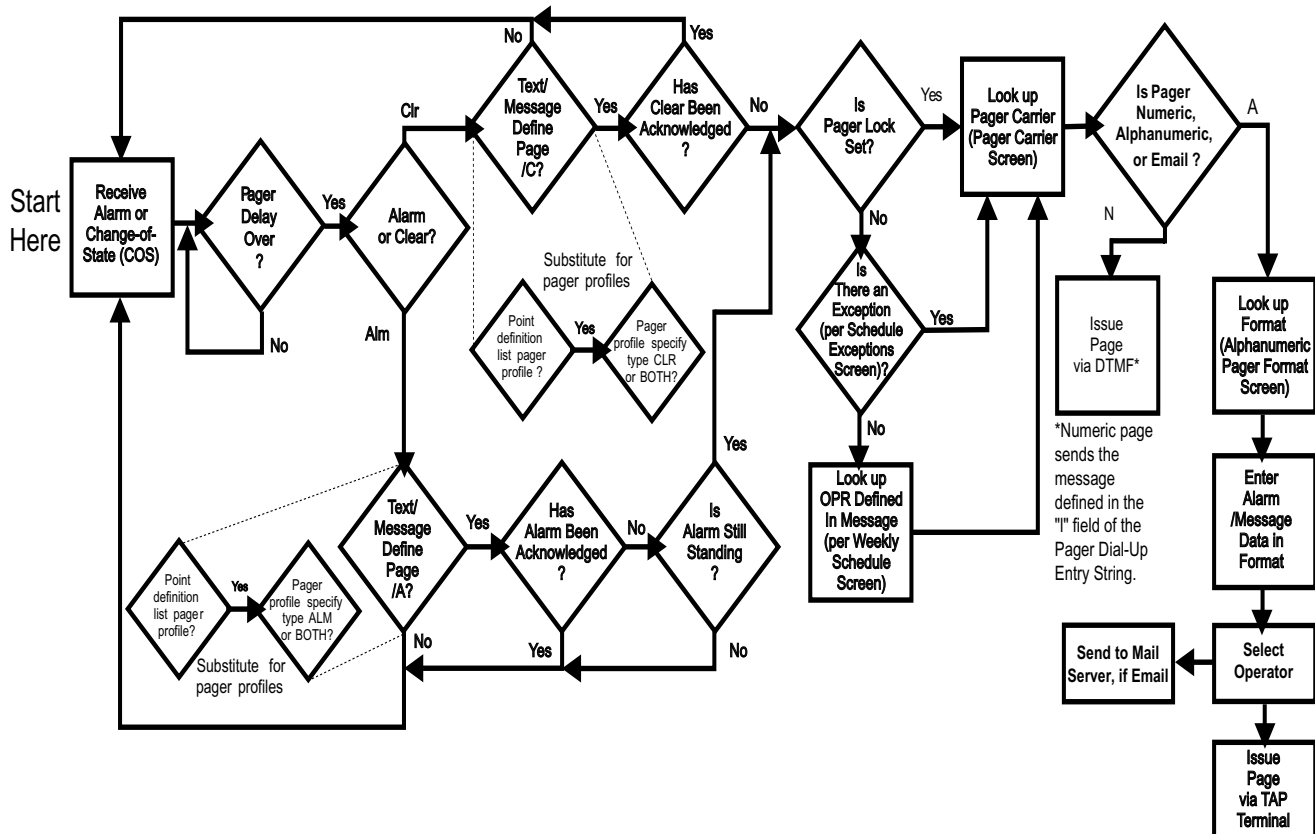 Start
Here
Receive
Alarm or
Change-of-
State (COS)
Pager
Delay
Over
?
Yes
No
Alarm
or Clear?
Clr
Alm
Text/
Message
Define
Page
/C?
No
Yes
Has
Clear Been
Acknowledged
?
Yes
No
Substitute for
pager profiles
Point
definition
list pager
profile ?
Yes
Pager
profile specify
type CLR
or BOTH?
Text/
Message
Define
Page
/A?
Yes
No
Has
Alarm Been
Acknowledged
?
No
Yes
Is
Alarm Still
Standing
?
Yes
No
Point
definition
list pager
profile?
Yes
Pager
profile specify
type ALM
or BOTH?
Substitute for
pager profiles
Is
Pager Lock
Set?
Yes
No
Is
There an
Exception
(per Schedule
Exceptions
Screen)?
Yes
No
Look up
OPR Defined
In Message
(per Weekly
Schedule
Screen)
Look up
Pager Carrier
(Pager Carrier
Screen)
Is Pager
Numeric,
Alphanumeric,
or Email ?
A
N
Issue
Page
via DTMF*
*Numeric page
sends the
message
defined in the
"I" field of the
Pager Dial-Up
Entry String.
Look up
Format
(Alphanumeric
Pager Format
Screen)
Enter
Alarm
/Message
Data in
Format
Select
Operator
Send to Mail
Server, if Email
Issue
Page
via TAP
Terminal